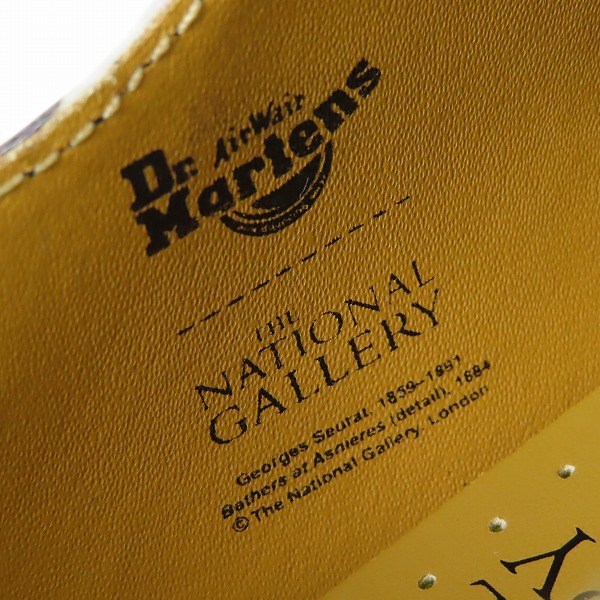 Dr. AirWair
Martens
THE
NATIONAL
GALLERY
Georges Seurat, 1859–1891
Bathers at Asnières (detail), 1884
© The National Gallery, London